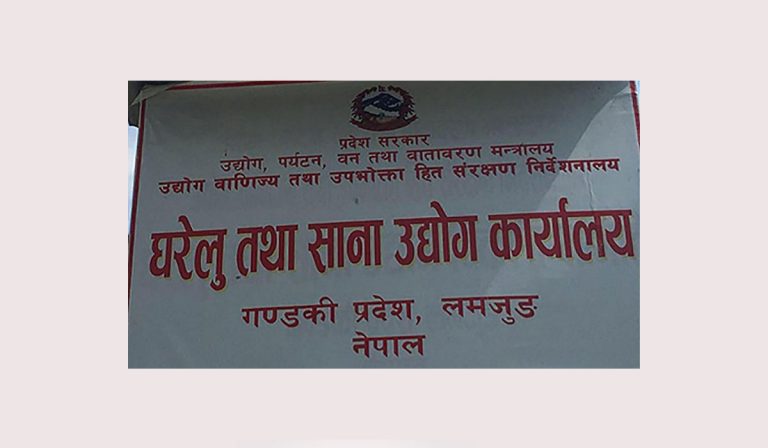 प्रदेश सरकार
उद्योग, पर्यटन, वन तथा वातावरण मन्त्रालय
उद्योग वाणिज्य तथा उपभोक्ता हित संरक्षण निर्देशनालय
घरेलु तथा साना उद्योग कार्यालय
गण्डकी प्रदेश, लमजुङ
नेपाल